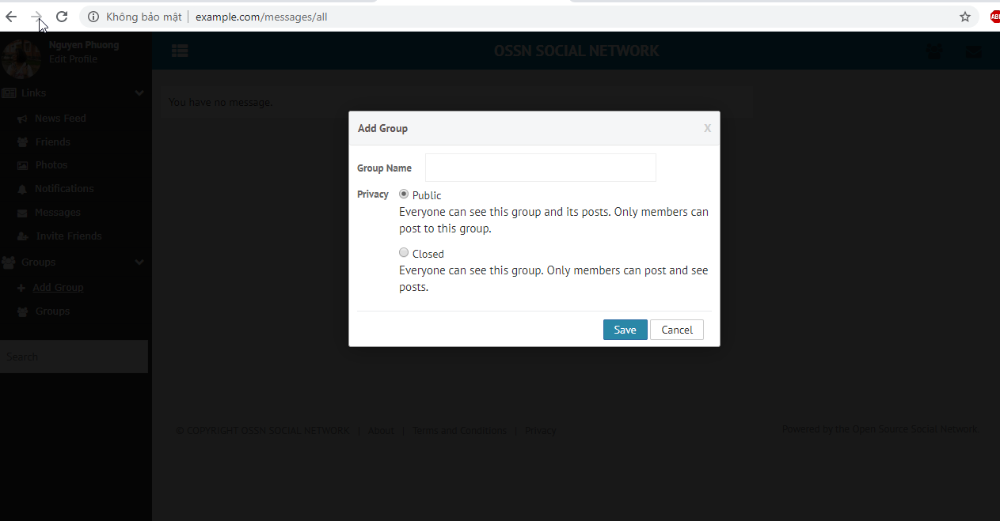 Không bảo mật | example.com/messages/all
ABP
Nguyen Phuong
Edit Profile
OSSN SOCIAL NETWORK
Links
News Feed
Friends
Photos
Notifications
Messages
Invite Friends
Groups
Add Group
Groups
Search
You have no message.
Add Group X
Group Name
Privacy Public
Everyone can see this group and its posts. Only members can
post to this group.
Closed
Everyone can see this group. Only members can post and see
posts.
Save Cancel
© COPYRIGHT OSSN SOCIAL NETWORK | About | Terms and Conditions | Privacy
Powered by the Open Source Social Network.